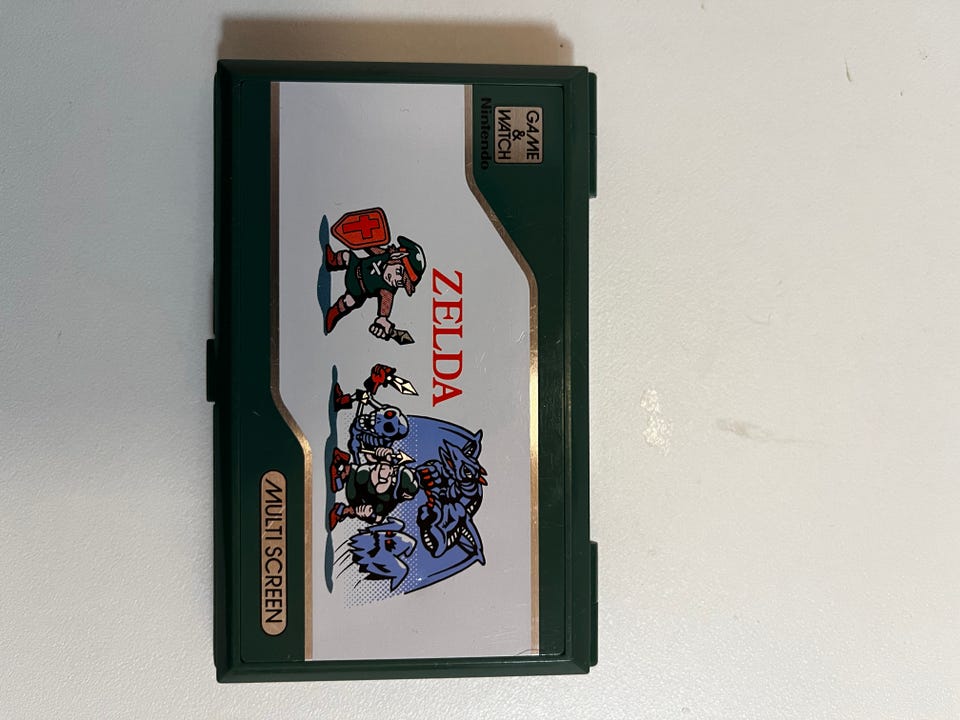 GAME
&
WATCH
Nintendo
ZELDA
MULTI SCREEN